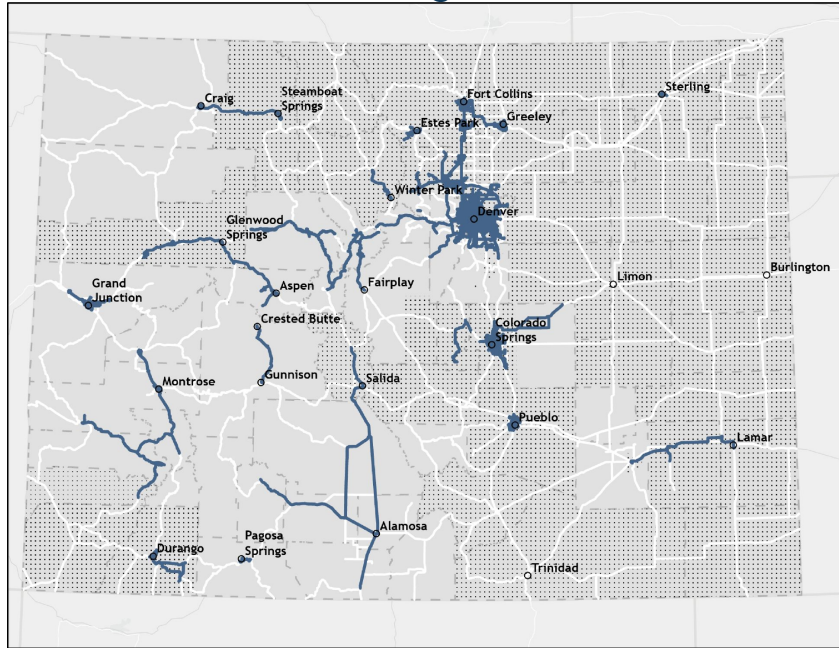 Craig
Steamboat
Springs
Fort Collins
Sterling
Estes Park
Greeley
Winter Park
Denver
Glenwood
Springs
Grand
Junction
Aspen
Fairplay
Limon
Burlington
Crested Butte
Colorado
Springs
Montrose
Gunnison
Salida
Pueblo
Lamar
Durango
Pagosa
Springs
Alamosa
Trinidad